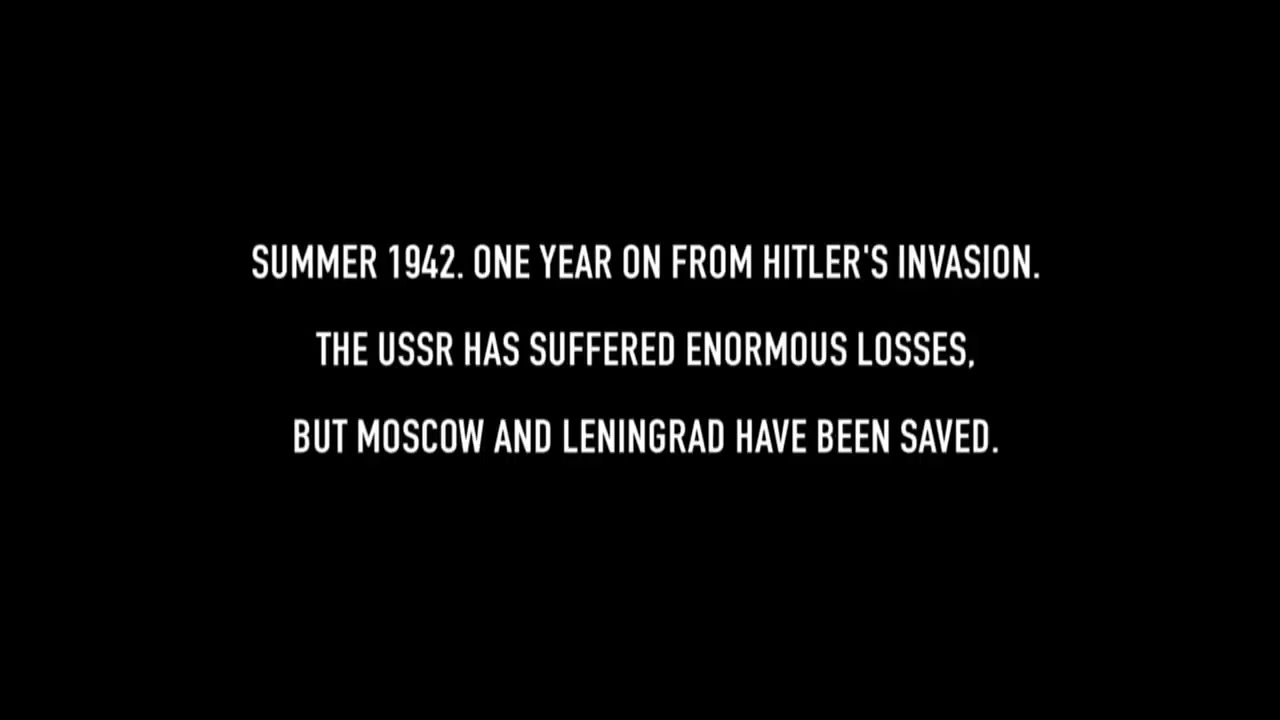 SUMMER 1942. ONE YEAR ON FROM HITLER'S INVASION.
THE USSR HAS SUFFERED ENORMOUS LOSSES,
BUT MOSCOW AND LENINGRAD HAVE BEEN SAVED.